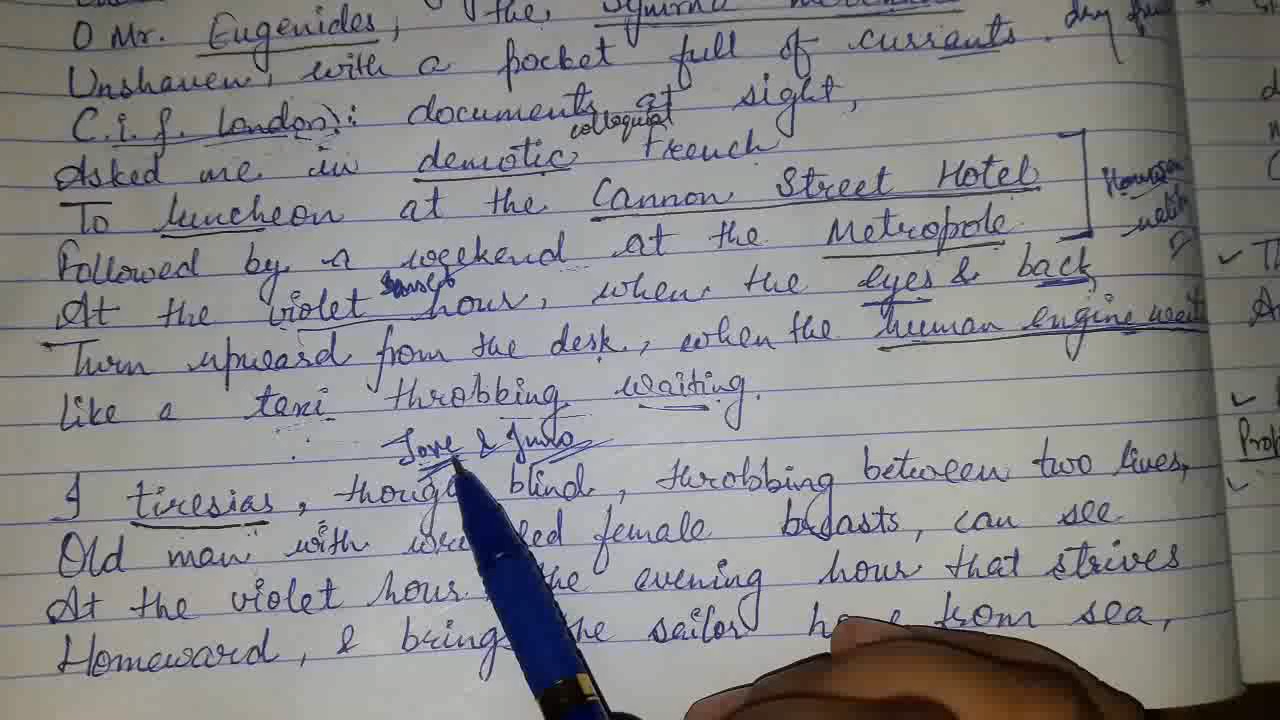 O Mr. Eugenides, the
Unshaven, with a pocket full of currants. dry
C.i.f. London): documents at sight,
colloquial
Asked me in demotic French
To luncheon at the Cannon Street Hotel
Followed by a weekend at the Metropole
At the violet hour, when the eyes & back
Turn upward from the desk, when the human engine wait
Like a taxi throbbing waiting.
Jove & Juno
I tiresias, though blind, throbbing between two lives,
Old man with female breasts, can see
At the violet hour the evening hour that strives
Homeward, & brings the sailor from sea,